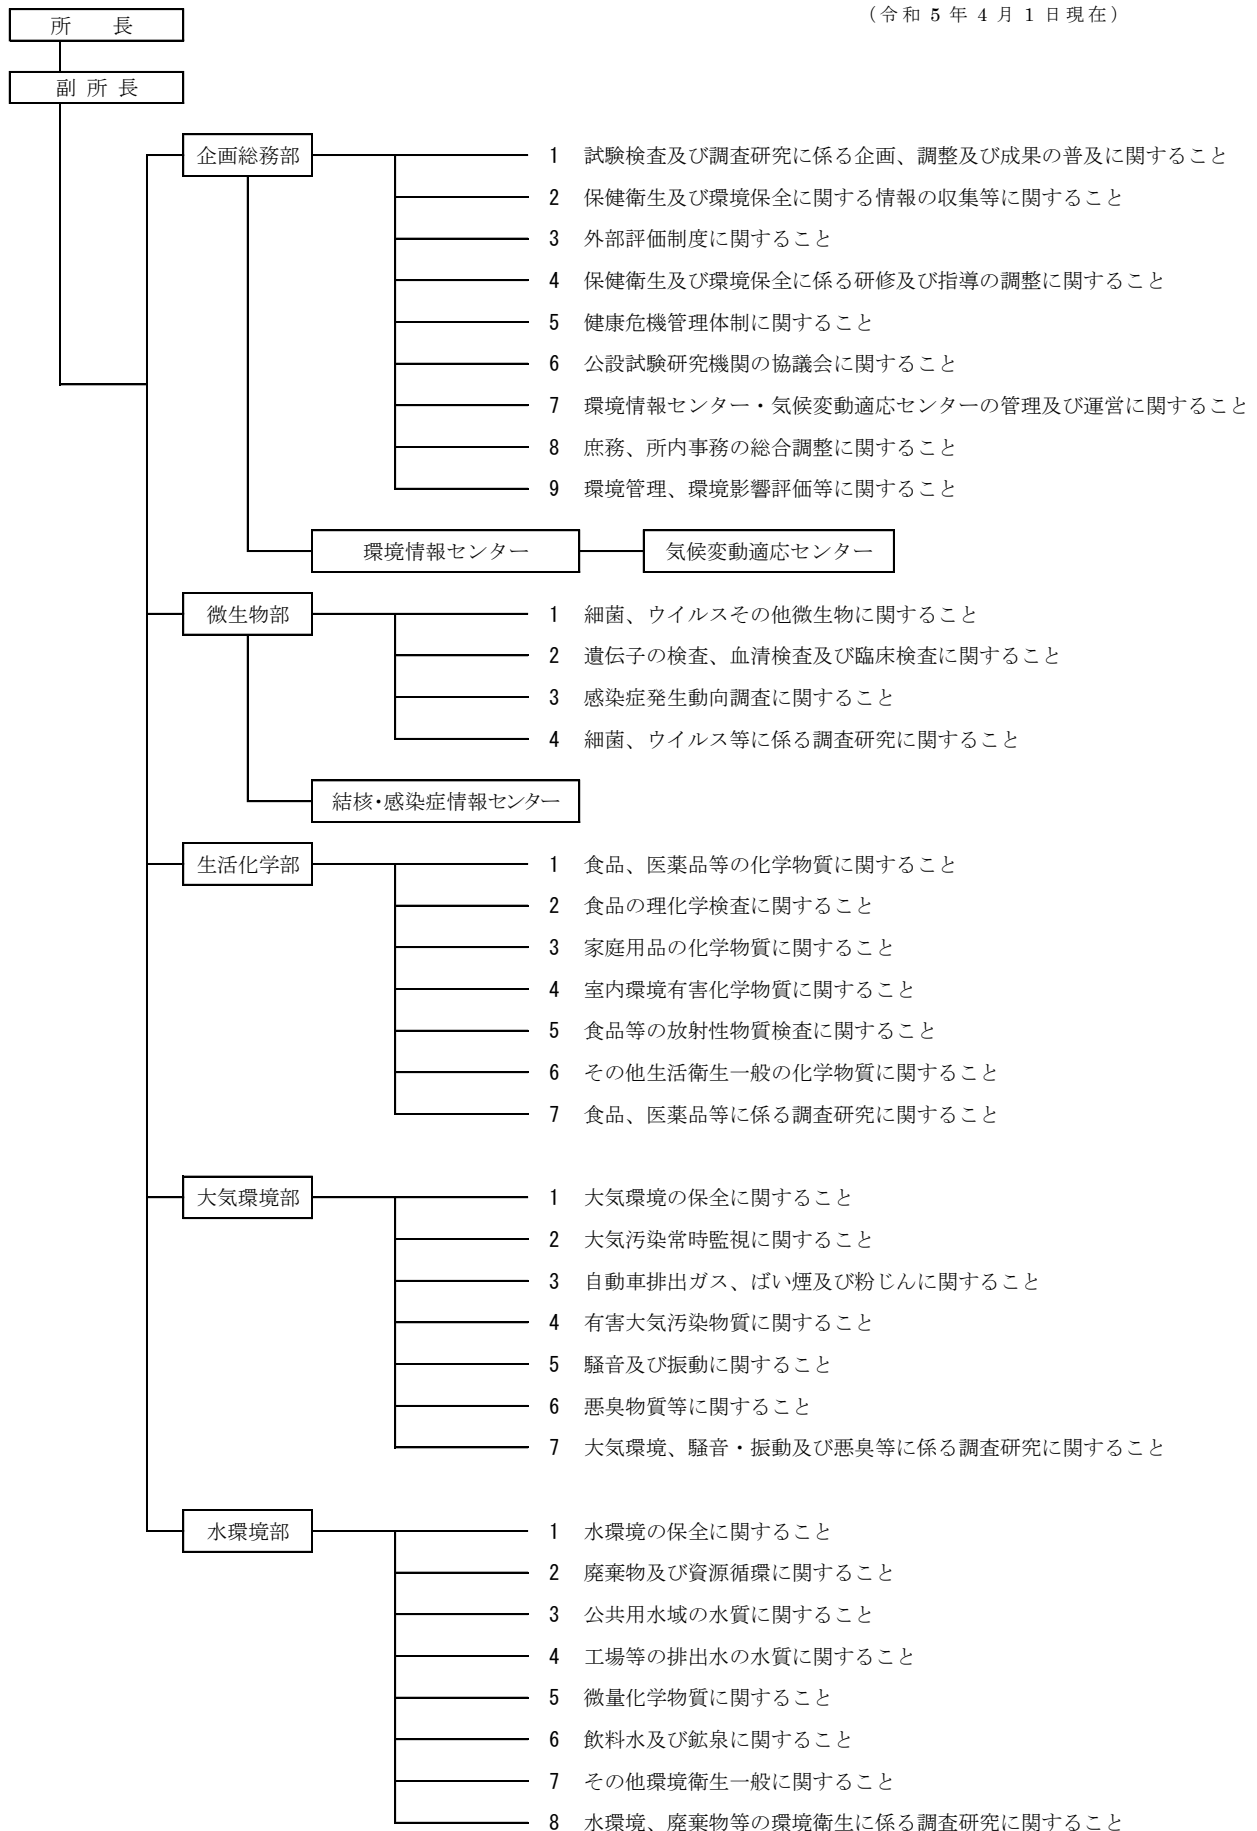 (令和5年4月1日現在)
所 長
副所長
企画総務部
1 試験検査及び調査研究に係る企画、調整及び成果の普及に関すること
2 保健衛生及び環境保全に関する情報の収集等に関すること
3 外部評価制度に関すること
4 保健衛生及び環境保全に係る研修及び指導の調整に関すること
5 健康危機管理体制に関すること
6 公設試験研究機関の協議会に関すること
7 環境情報センター・気候変動適応センターの管理及び運営に関すること
8 庶務、所内事務の総合調整に関すること
9 環境管理、環境影響評価等に関すること
環境情報センター 気候変動適応センター
微生物部
1 細菌、ウイルスその他微生物に関すること
2 遺伝子の検査、血清検査及び臨床検査に関すること
3 感染症発生動向調査に関すること
4 細菌、ウイルス等に係る調査研究に関すること
結核・感染症情報センター
生活化学部
1 食品、医薬品等の化学物質に関すること
2 食品の理化学検査に関すること
3 家庭用品の化学物質に関すること
4 室内環境有害化学物質に関すること
5 食品等の放射性物質検査に関すること
6 その他生活衛生一般の化学物質に関すること
7 食品、医薬品等に係る調査研究に関すること
大気環境部
1 大気環境の保全に関すること
2 大気汚染常時監視に関すること
3 自動車排出ガス、ばい煙及び粉じんに関すること
4 有害大気汚染物質に関すること
5 騒音及び振動に関すること
6 悪臭物質等に関すること
7 大気環境、騒音・振動及び悪臭等に係る調査研究に関すること
水環境部
1 水環境の保全に関すること
2 廃棄物及び資源循環に関すること
3 公共用水域の水質に関すること
4 工場等の排出水の水質に関すること
5 微量化学物質に関すること
6 飲料水及び鉱泉に関すること
7 その他環境衛生一般に関すること
8 水環境、廃棄物等の環境衛生に係る調査研究に関すること